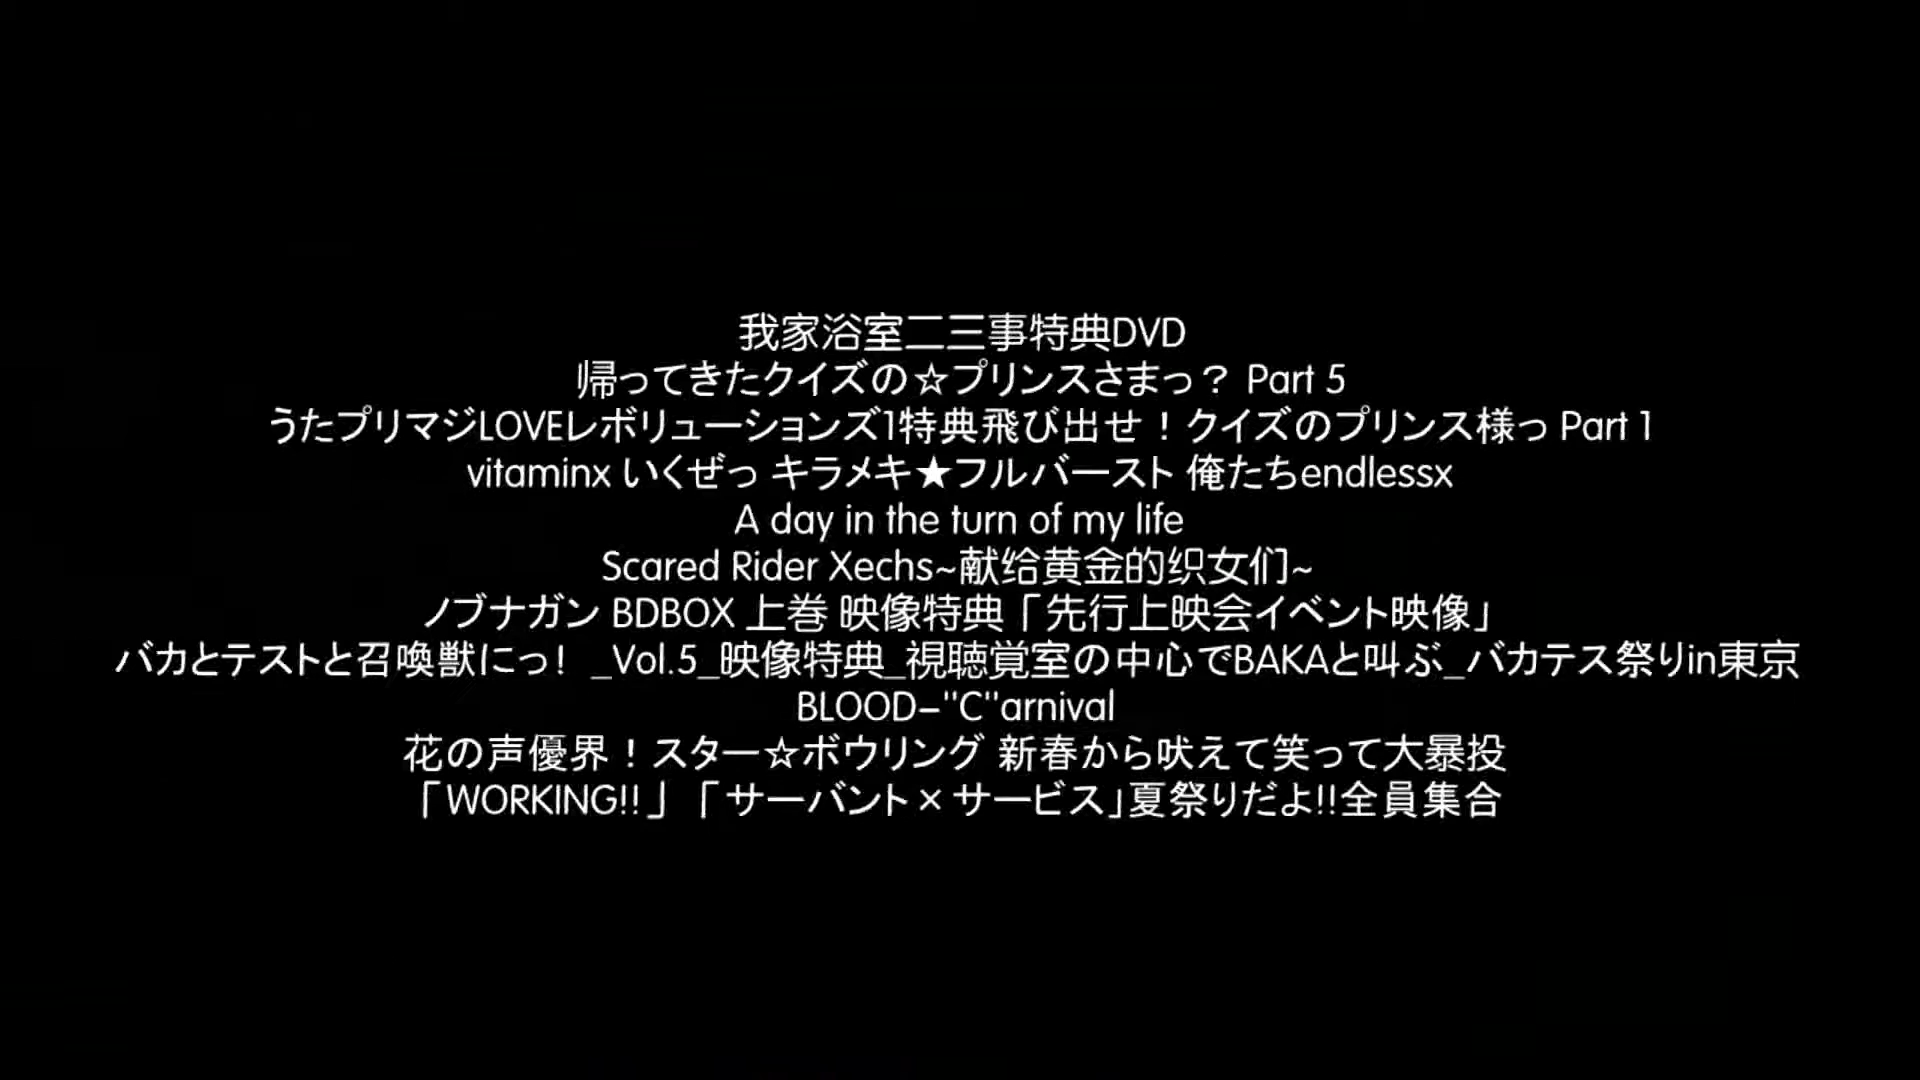 我家浴室二三事特典DVD
帰ってきたクイズの☆プリンスさまっ？ Part 5
うたプリマジLOVEレボリューションズ1特典飛び出せ！クイズのプリンス様っ Part 1
vitaminx いくぜっ キラメキ★フルバースト 俺たちendlessx
A day in the turn of my life
Scared Rider Xechs~献给黄金的织女们~
ノブナガン BDBOX 上巻 映像特典「先行上映会イベント映像」
バカとテストと召喚獣にっ！ _Vol.5_映像特典_視聴覚室の中心でBAKAと叫ぶ_バカテス祭りin東京
BLOOD-"C"arnival
花の声優界！スター☆ボウリング 新春から吠えて笑って大暴投
「WORKING!!」「サーバント×サービス」夏祭りだよ!!全員集合